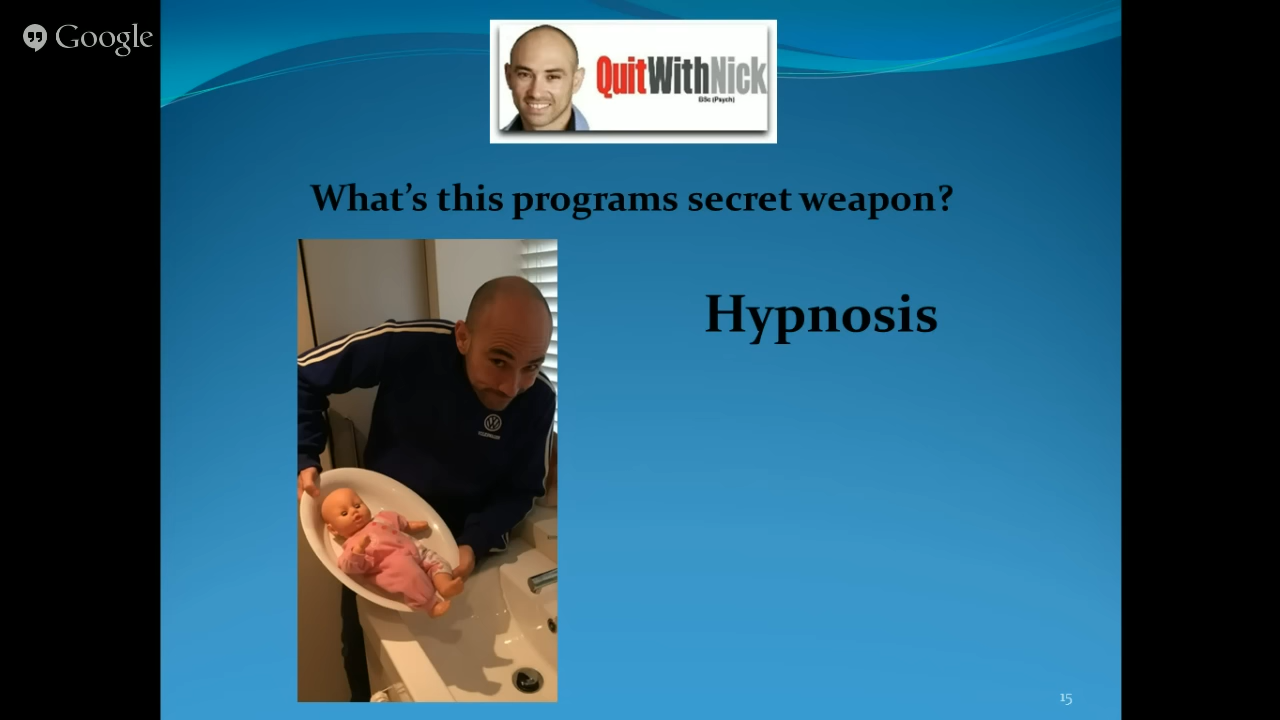 Google
QuitWithNick
BSc (Psych)
What's this programs secret weapon?
Hypnosis
15